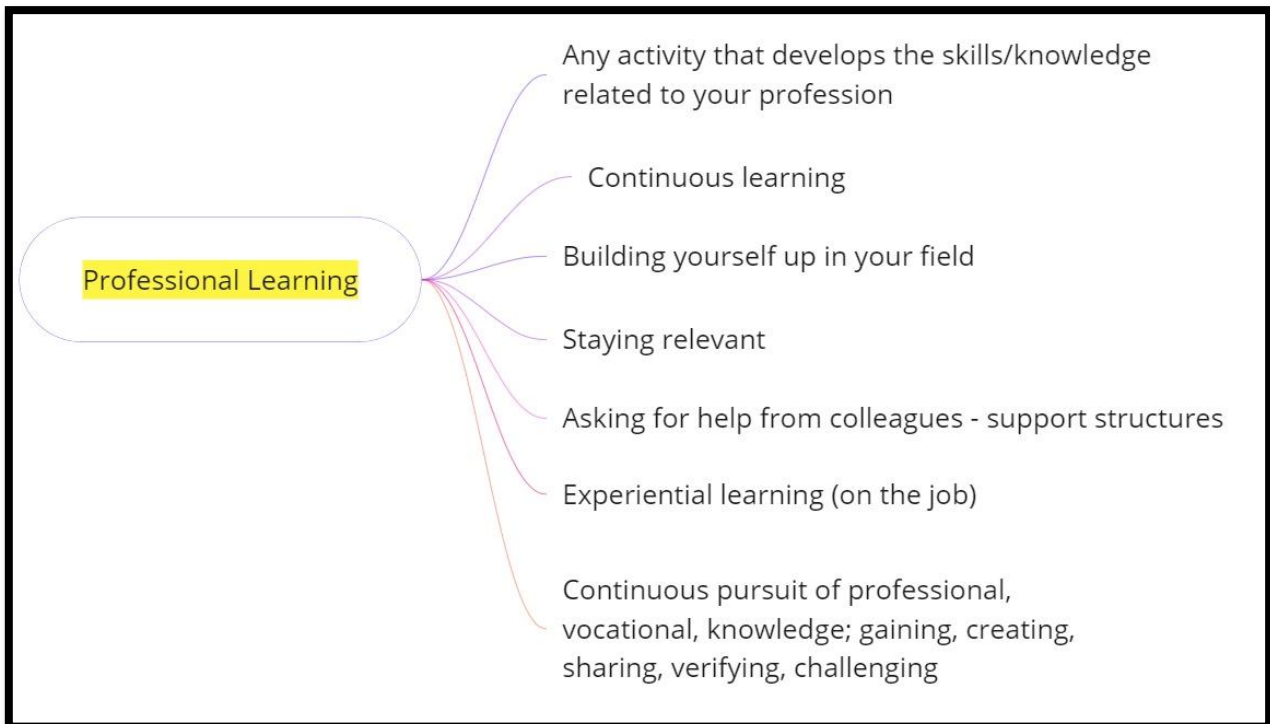 Professional Learning
Any activity that develops the skills/knowledge
related to your profession
Continuous learning
Building yourself up in your field
Staying relevant
Asking for help from colleagues - support structures
Experiential learning (on the job)
Continuous pursuit of professional,
vocational, knowledge; gaining, creating,
sharing, verifying, challenging